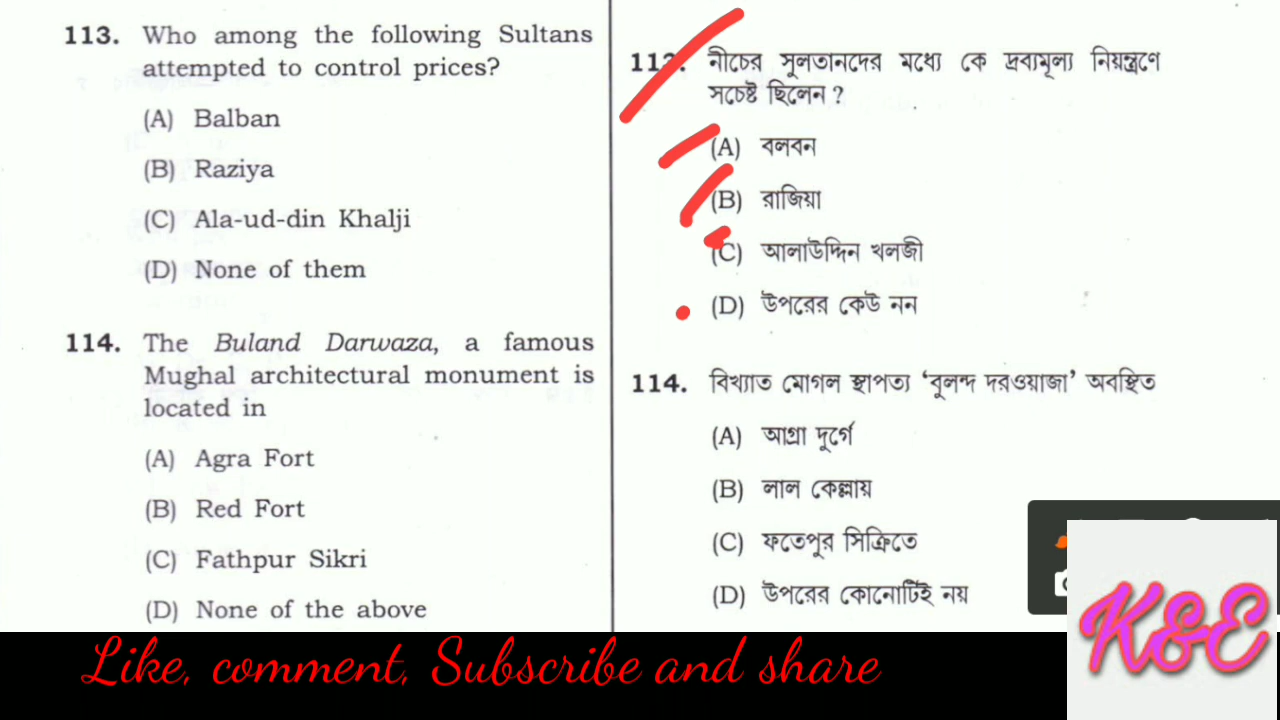 113. Who among the following Sultans
attempted to control prices?
(A) Balban
(B) Raziya
(C) Ala-ud-din Khalji
(D) None of them
114. The Buland Darwaza, a famous
Mughal architectural monument is
located in
(A) Agra Fort
(B) Red Fort
(C) Fathpur Sikri
(D) None of the above
113. নীচের সুলতানদের মধ্যে কে দ্রব্যমূল্য নিয়ন্ত্রণে
সচেষ্ট ছিলেন ?
(A) বলবন
(B) রাজিয়া
(C) আলাউদ্দিন খলজী
(D) উপরের কেউ নন
114. বিখ্যাত মোগল স্থাপত্য ‘বুলন্দ দরওয়াজা’ অবস্থিত
(A) আগ্রা দুর্গে
(B) লাল কেল্লায়
(C) ফতেপুর সিক্রিতে
(D) উপরের কোনোটিই নয়
K&E
Like, comment, Subscribe and share